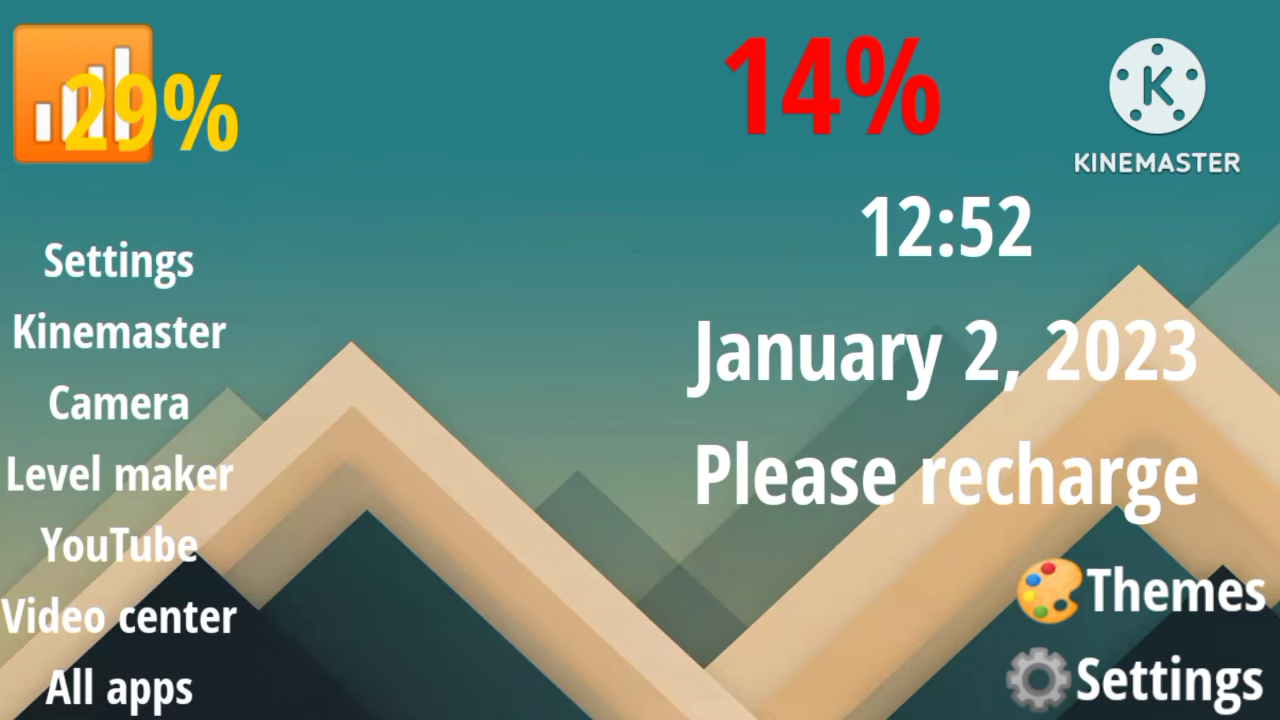 29%
14%
K
KINEMASTER
12:52
January 2, 2023
Please recharge
Settings
Kinemaster
Camera
Level maker
YouTube
Video center
All apps
Themes
Settings